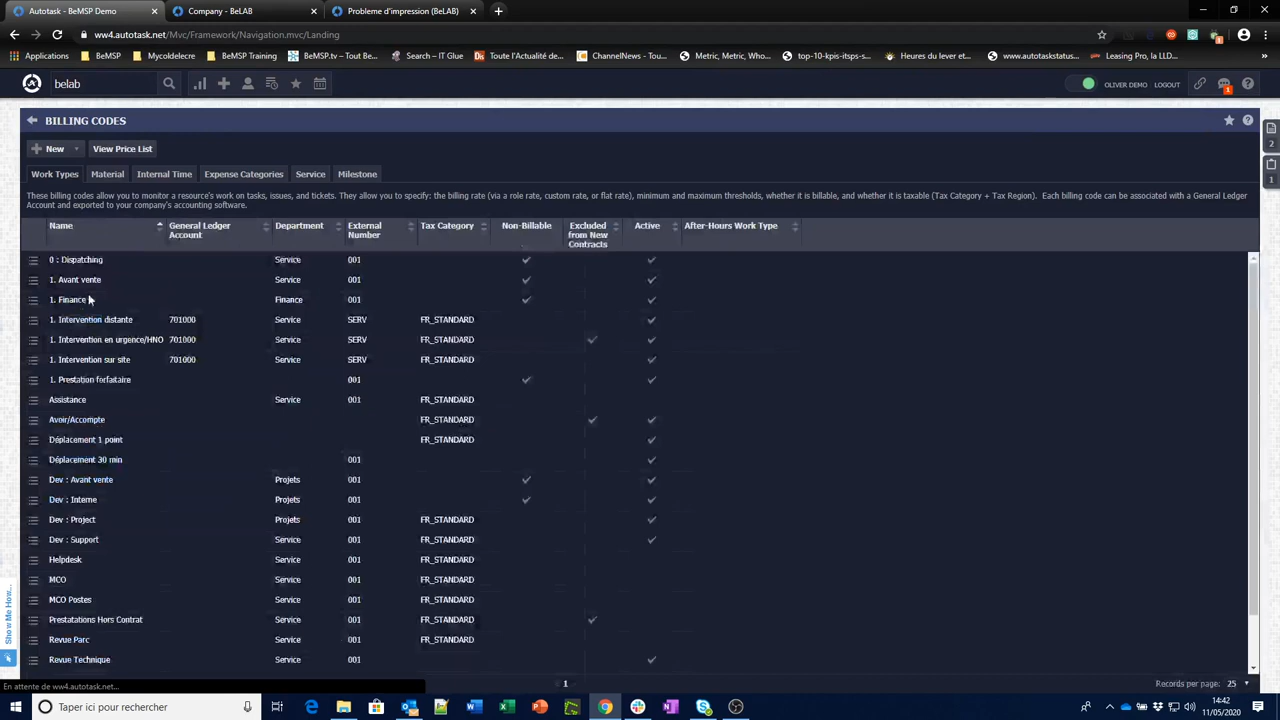 Autotask - BeMSP Demo
Company - BeLAB
Probleme d'impression (BeLAB)
ww4.autotask.net/Mvc/Framework/Navigation.mvc/Landing
Applications
BeMSP
Mycoldelecre
BeMSP Training
BeMSP.tv – Les Bout...
Search – IT Glue
Toute l'Actualité du...
ChannelNews - Tou...
Metric, Metric, Who...
top-10-kpis-itsps-s...
Heures du lever et...
www.autotaskstatus...
Leasing Pro, la LLD...
belab
OLIVER DEMO
LOGOUT
1
BILLING CODES
New
View Price List
Work Types
Material
Internal Time
Expense Categories
Service
Milestone
These billing codes allow you to monitor a resource's work on tasks, issues, and tickets. They allow you to specify: the billing rate (via a role rate, custom rate, or flat rate), minimum and maximum thresholds, whether it is billable, and whether it is taxable (Tax Category + Tax Region). Each billing code can be associated with a General Ledger
Account and exported to your company's accounting software.
Name General Ledger Account Department External Number Tax Category Non-Billable Excluded from New Contracts Active After Hours Work Type
0 : Dispatching Service 001
1. Avant vente Service
1. Finance Finance 001
1. Intervention distante 701000 Service SERV FR_STANDARD
1. urgence/HNO 701000 Service SERV FR_STANDARD
1. Intervention sur site 701000 Service SERV FR_STANDARD
1. Prestation forfaitaire 001
Assistance Service 001 FR_STANDARD
Avoir/Accompte FR_STANDARD
Déplacement 1 point FR_STANDARD
Déplacement 30 min 001
Dev : Avant vente Projets 001
Dev : Interne Projets 001
Dev : Projet Projets 001 FR_STANDARD
Dev : Support Service 001 FR_STANDARD
Helpdesk Service 001 FR_STANDARD
MCO Service 001 FR_STANDARD
MCO Postes Service 001 FR_STANDARD
Prestatation Hors Contrat Service 001 FR_STANDARD
Revue Parc Service 001 FR_STANDARD
Revue Technique Service 001
2
1
Show Me How...
En attente de ww4.autotask.net...
1
Records per page: 25
Taper ici pour rechercher
14:42
11/05/2020